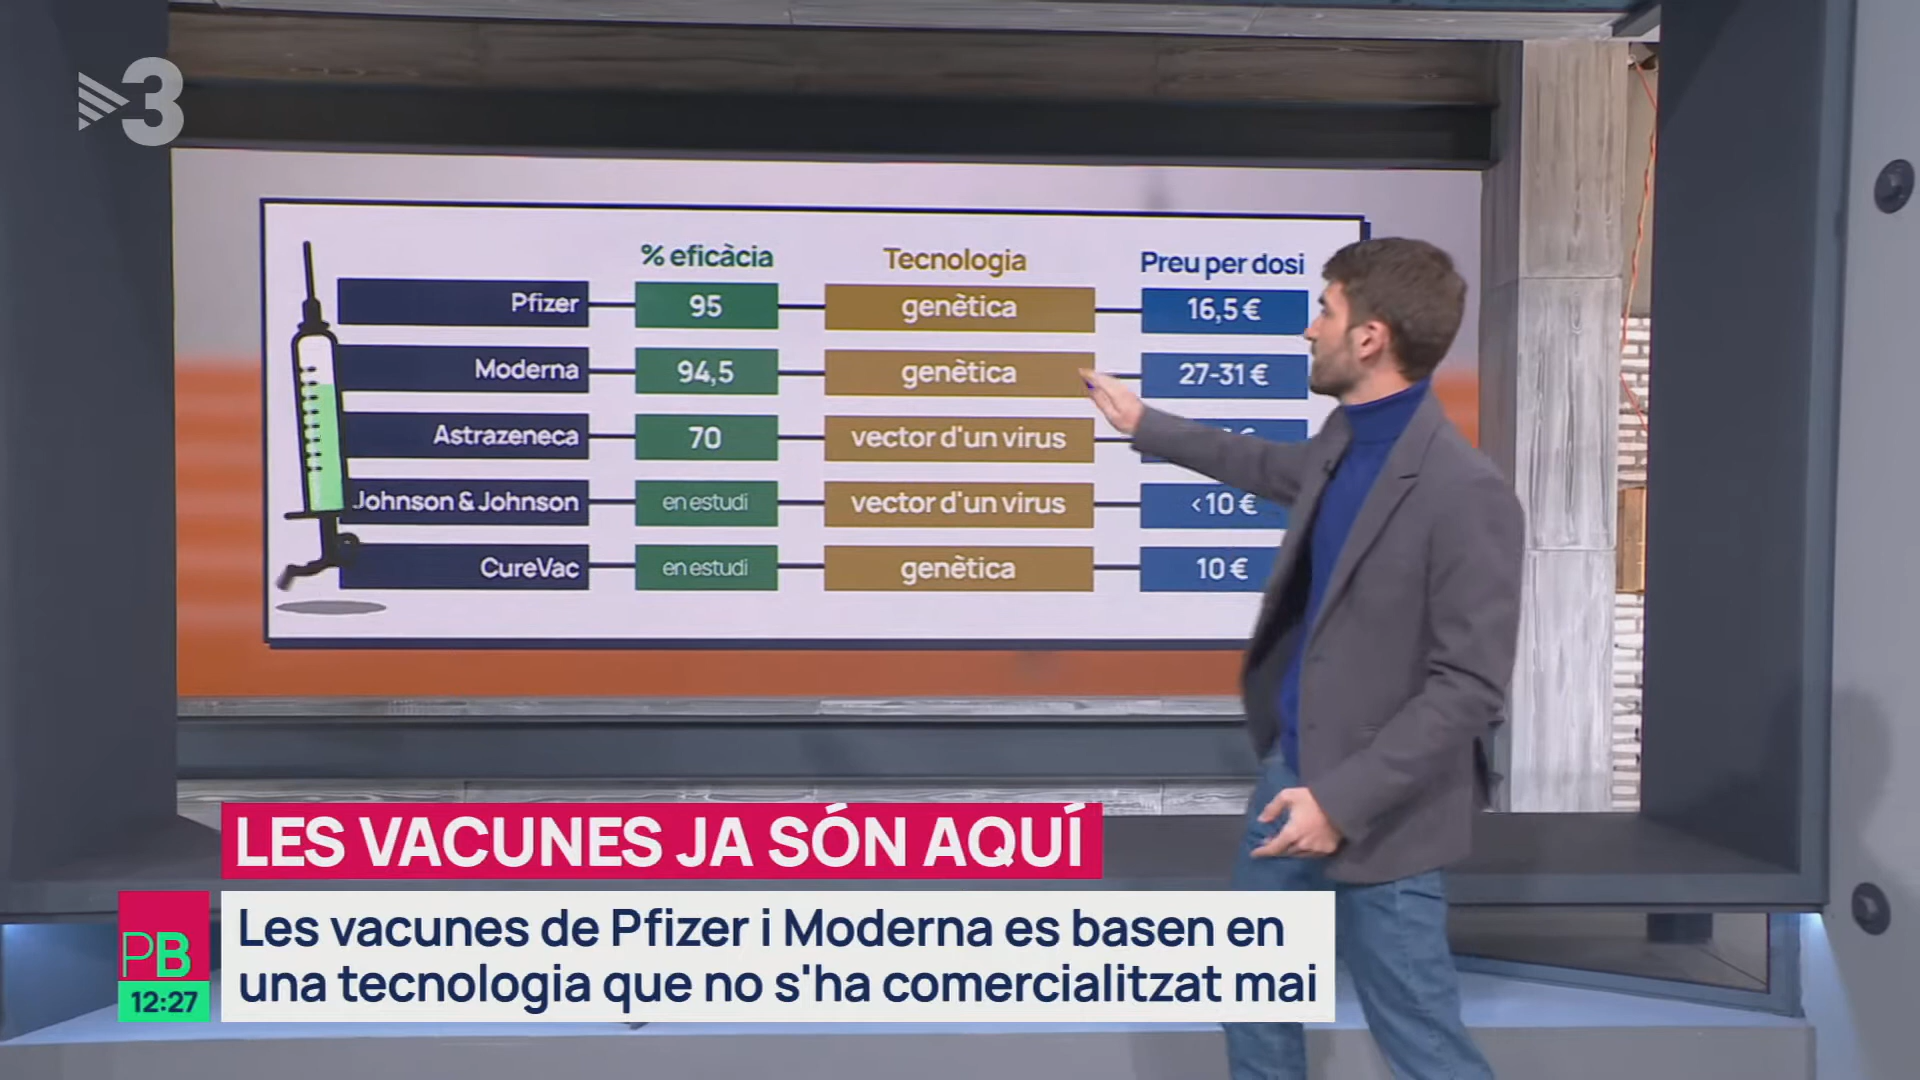 3
% eficàcia Tecnologia Preu per dosi
Pfizer 95 genètica 16,5 €
Moderna 94,5 genètica 27-31 €
Astrazeneca 70 vector d'un virus €
Johnson & Johnson en estudi vector d'un virus <10 €
CureVac en estudi genètica 10 €
LES VACUNES JA SÓN AQUÍ
Les vacunes de Pfizer i Moderna es basen en
una tecnologia que no s'ha comercialitzat mai
PB
12:27